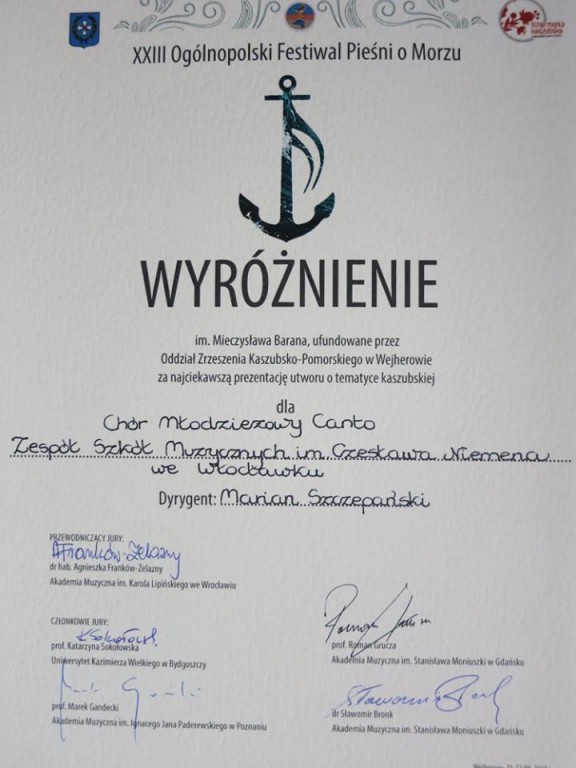 XXIII Ogólnopolski Festiwal Pieśni o Morzu
WYRÓŻNIENIE
im. Mieczysława Barana, ufundowane przez
Oddział Zrzeszenia Kaszubsko-Pomorskiego w Wejherowie
za najciekawszą prezentację utworu o tematyce kaszubskiej
dla
Chór Młodzieżowy Canto
Zespół Szkół Muzycznych im. Czesława Niemena
we Włocławku
Dyrygent: Marian Szczepański
PRZEWODNICZĄCY JURY:
AFranków-Żelazny
dr hab. Agnieszka Franków-Żelazny
Akademia Muzyczna im. Karola Lipińskiego we Wrocławiu
CZŁONKOWIE JURY:
prof. Katarzyna Sokołowska
Uniwersytet Kazimierza Wielkiego w Bydgoszczy
prof. Roman Grucza
Akademia Muzyczna im. Stanisława Moniuszki w Gdańsku
prof. Marek Gandecki
Akademia Muzyczna im. Ignacego Jana Paderewskiego w Poznaniu
dr Sławomir Bronk
Akademia Muzyczna im. Stanisława Moniuszki w Gdańsku